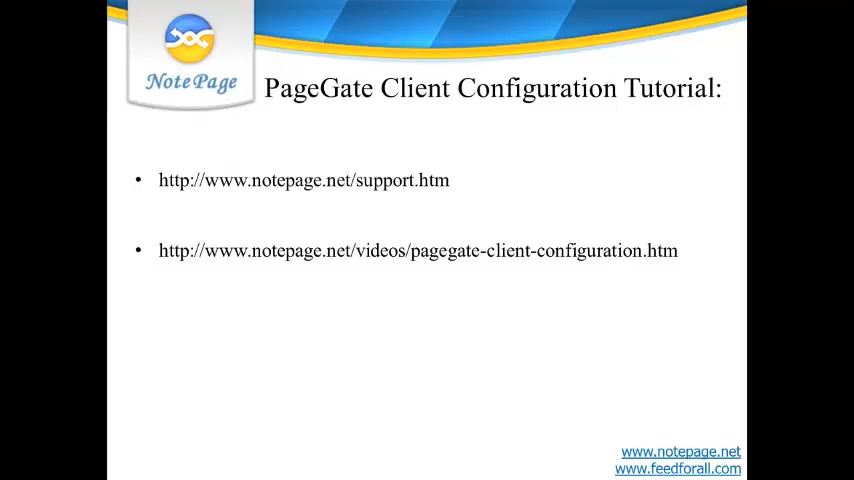 NotePage
PageGate Client Configuration Tutorial:
• http://www.notepage.net/support.htm
• http://www.notepage.net/videos/pagegate-client-configuration.htm
www.notepage.net
www.feedforall.com